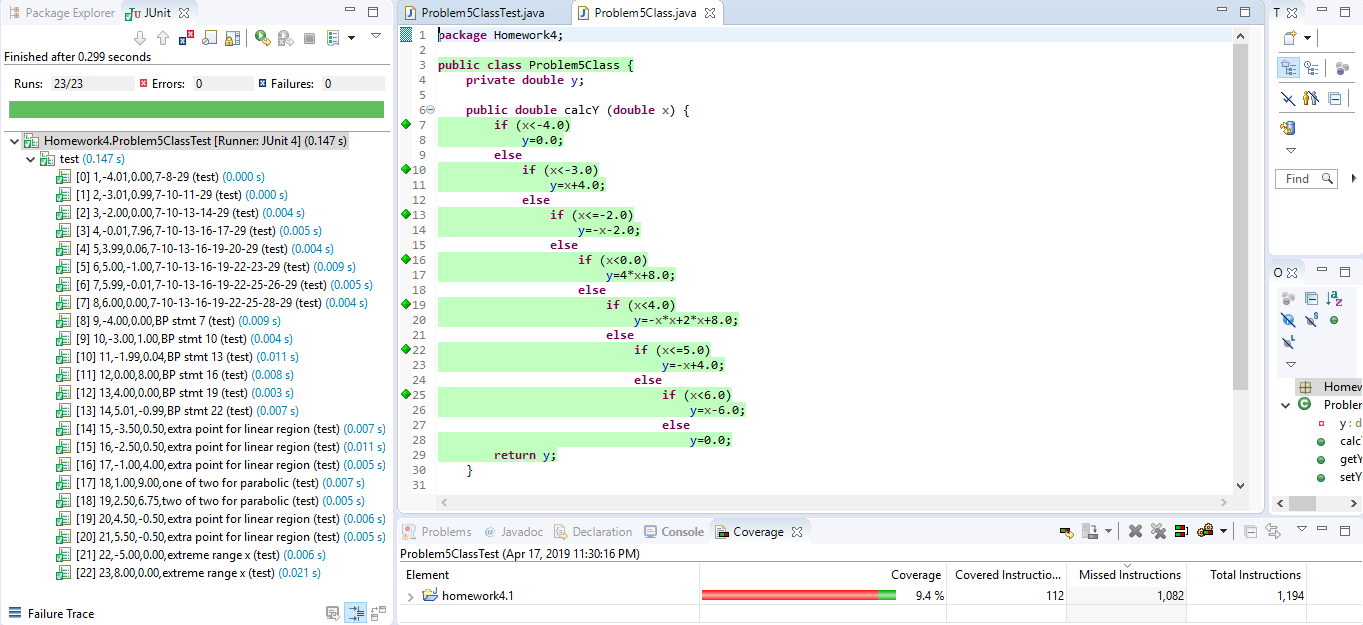 Package Explorer JUnit
Finished after 0.299 seconds
Runs: 23/23 Errors: 0 Failures: 0
Homework4.Problem5ClassTest [Runner: JUnit 4] (0.147 s)
test (0.147 s)
[0] 1,-4.01,0.00,7-8-29 (test) (0.000 s)
[1] 2,-3.01,0.99,7-10-11-29 (test) (0.000 s)
[2] 3,-2.00,0.00,7-10-13-14-29 (test) (0.004 s)
[3] 4,-0.01,7.96,7-10-13-16-17-29 (test) (0.005 s)
[4] 5,3.99,0.06,7-10-13-16-19-20-29 (test) (0.004 s)
[5] 6,5.00,-1.00,7-10-13-16-19-22-23-29 (test) (0.009 s)
[6] 7,5.99,-0.01,7-10-13-16-19-22-25-26-29 (test) (0.005 s)
[7] 8,6.00,0.00,7-10-13-16-19-22-25-28-29 (test) (0.004 s)
[8] 9,-4.00,0.00,BP stmt 7 (test) (0.009 s)
[9] 10,-3.00,1.00,BP stmt 10 (test) (0.004 s)
[10] 11,-1.99,0.04,BP stmt 13 (test) (0.011 s)
[11] 12,0.00,8.00,BP stmt 16 (test) (0.008 s)
[12] 13,4.00,0.00,BP stmt 19 (test) (0.003 s)
[13] 14,5.01,-0.99,BP stmt 22 (test) (0.007 s)
[14] 15,-3.50,0.50,extra point for linear region (test) (0.007 s)
[15] 16,-2.50,0.50,extra point for linear region (test) (0.011 s)
[16] 17,-1.00,4.00,extra point for linear region (test) (0.005 s)
[17] 18,1.00,9.00,one of two for parabolic (test) (0.007 s)
[18] 19,2.50,6.75,two of two for parabolic (test) (0.005 s)
[19] 20,4.50,-0.50,extra point for linear region (test) (0.006 s)
[20] 21,5.50,-0.50,extra point for linear region (test) (0.005 s)
[21] 22,-5.00,0.00,extreme range x (test) (0.006 s)
[22] 23,8.00,0.00,extreme range x (test) (0.021 s)
Failure Trace
Problem5ClassTest.java Problem5Class.java
1 package Homework4;
2
3 public class Problem5Class {
4 private double y;
5
6 public double calcY (double x) {
7 if (x<-4.0)
8 y=0.0;
9 else
10 if (x<-3.0)
11 y=x+4.0;
12 else
13 if (x<=-2.0)
14 y=-x-2.0;
15 else
16 if (x<0.0)
17 y=4*x+8.0;
18 else
19 if (x<4.0)
20 y=-x*x+2*x+8.0;
21 else
22 if (x<=5.0)
23 y=-x+4.0;
24 else
25 if (x<6.0)
26 y=x-6.0;
27 else
28 y=0.0;
29 return y;
30 }
31
Problems @ Javadoc Declaration Console Coverage
Problem5ClassTest (Apr 17, 2019 11:30:16 PM)
Element Coverage Covered Instructio... Missed Instructions Total Instructions
homework4.1 9.4 % 112 1,082 1,194
T
Find
O
Homew
Probler
y : d
calc
getY
setY